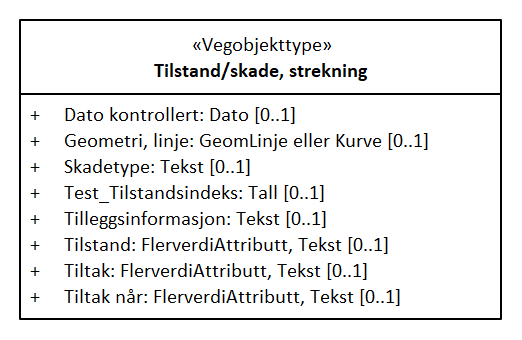 «Vegobjekttype»
Tilstand/skade, strekning
+ Dato kontrollert: Dato [0..1]
+ Geometri, linje: GeomLinje eller Kurve [0..1]
+ Skadetype: Tekst [0..1]
+ Test_Tilstandsindeks: Tall [0..1]
+ Tilleggsinformasjon: Tekst [0..1]
+ Tilstand: FlerverdiAttributt, Tekst [0..1]
+ Tiltak: FlerverdiAttributt, Tekst [0..1]
+ Tiltak når: FlerverdiAttributt, Tekst [0..1]